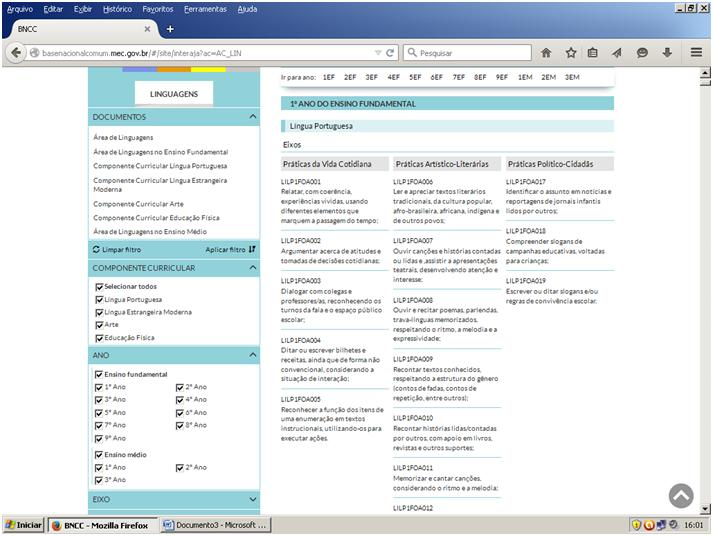 Arquivo Editar Exibir Histórico Favoritos Ferramentas Ajuda
BNCC
basenacionalcomum.mec.gov.br/#/site/interaja?ac=AC_LIN
Pesquisar
LINGUAGENS
DOCUMENTOS
Área de Linguagens
Área de Linguagens no Ensino Fundamental
Componente Curricular Língua Portuguesa
Componente Curricular Língua Estrangeira
Moderna
Componente Curricular Arte
Componente Curricular Educação Física
Área de Linguagens no Ensino Médio
Limpar filtro Aplicar filtro
COMPONENTE CURRICULAR
Selecionar todos
Língua Portuguesa
Língua Estrangeira Moderna
Arte
Educação Física
ANO
Ensino fundamental
1º Ano 2º Ano
3º Ano 4º Ano
5º Ano 6º Ano
7º Ano 8º Ano
9º Ano
Ensino médio
1º Ano 2º Ano
3º Ano
EIXO
Ir para ano: 1EF 2EF 3EF 4EF 5EF 6EF 7EF 8EF 9EF 1EM 2EM 3EM
1º ANO DO ENSINO FUNDAMENTAL
Língua Portuguesa
Eixos
Práticas da Vida Cotidiana
LILP1FOA001
Relatar, com coerência,
experiências vividas, usando
diferentes elementos que
marquem a passagem do tempo;
LILP1FOA002
Argumentar acerca de atitudes e
tomadas de decisões cotidianas;
LILP1FOA003
Dialogar com colegas e
professores/as, reconhecendo os
turnos da fala e o espaço público
escolar;
LILP1FOA004
Ditar ou escrever bilhetes e
receitas, ainda que de forma não
convencional, considerando a
situação de interação;
LILP1FOA005
Reconhecer a função dos itens de
uma enumeração em textos
instrucionais, utilizando-os para
executar ações.
Práticas Artístico-Literárias
LILP1FOA006
Ler e apreciar textos literários
tradicionais, da cultura popular,
afro-brasileira, africana, indígena e
de outros povos;
LILP1FOA007
Ouvir canções e histórias contadas
ou lidas e ,assistir a apresentações
teatrais, desenvolvendo atenção e
interesse;
LILP1FOA008
Ouvir e recitar poemas, parlendas,
trava-línguas memorizados,
respeitando o ritmo, a melodia e a
expressividade;
LILP1FOA009
Recontar textos conhecidos,
respeitando a estrutura do gênero
(contos de fadas, contos de
repetição, entre outros);
LILP1FOA010
Recontar histórias lidas/contadas
por outros, com apoio em livros,
revistas e outros suportes;
LILP1FOA011
Memorizar e cantar canções,
considerando o ritmo e a melodia;
LILP1FOA012
Práticas Político-Cidadãs
LILP1FOA017
Identificar o assunto em notícias e
reportagens de jornais infantis
lidos por outros;
LILP1FOA018
Compreender slogans de
campanhas educativas, voltadas
para crianças;
LILP1FOA019
Escrever ou ditar slogans e/ou
regras de convivência escolar.
Iniciar BNCC - Mozilla Firefox Documento3 - Microsoft ... 16:01